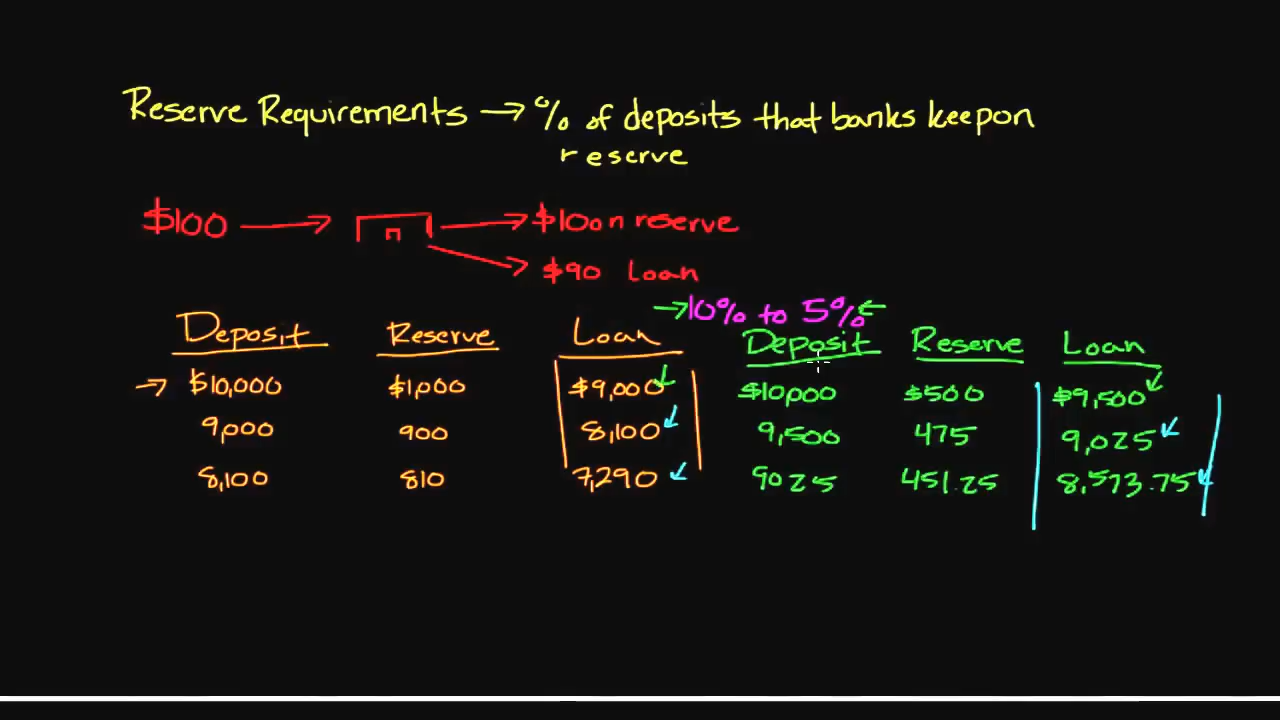 Reserve Requirements → % of deposits that banks keep on
reserve
$100 → → $10 on reserve
→ $90 Loan
→ 10% to 5% ←
Deposit Reserve Loan
→ $10,000 $1,000 $9,000
9,000 900 8,100
8,100 810 7,290
Deposit Reserve Loan
$10,000 $500 $9,500
9,500 475 9,025
9025 451.25 8,573.75